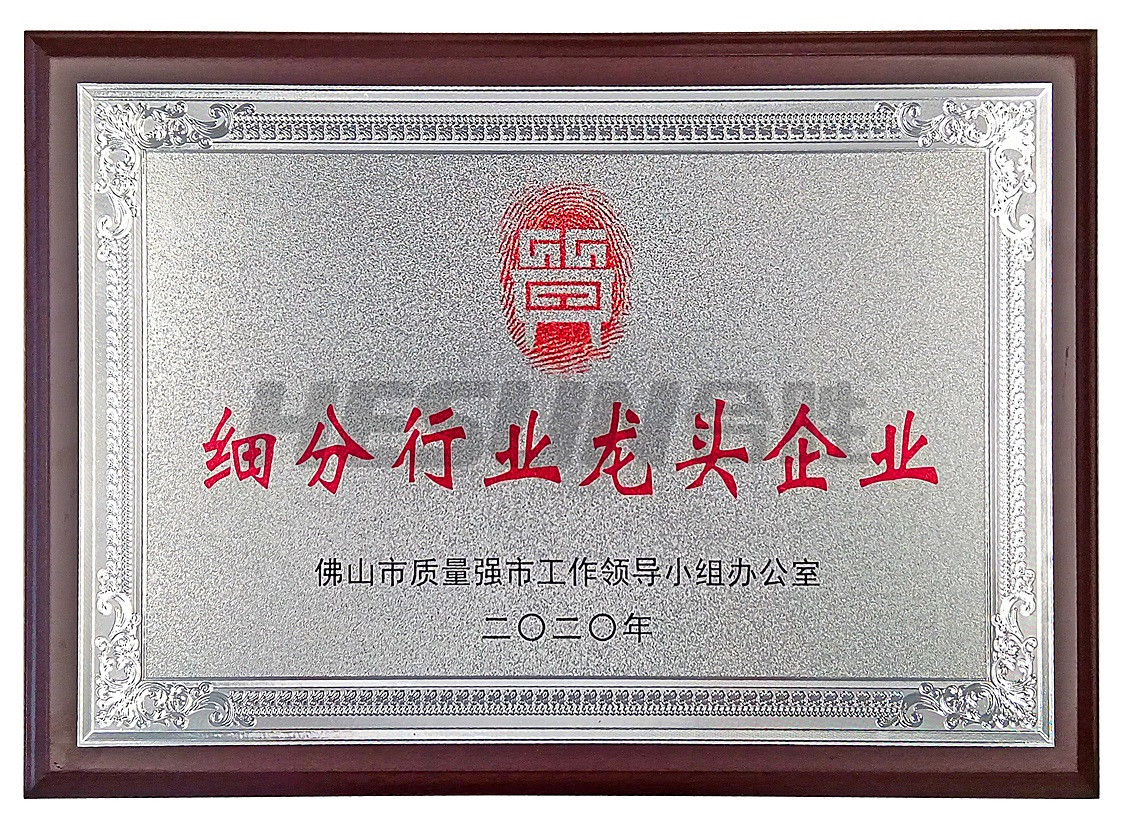 細分行业龙头企业
佛山市质量强市工作领导小组办公室
二〇二〇年